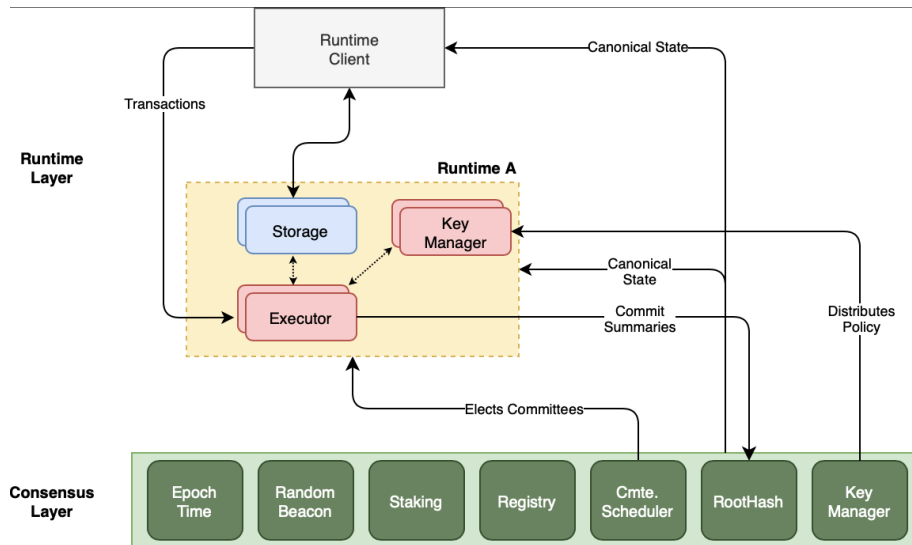 Runtime
Client
Canonical State
Transactions
Runtime
Layer
Runtime A
Storage
Key
Manager
Canonical
State
Executor
Commit
Summaries
Distributes
Policy
Elects Committees
Consensus
Layer
Epoch
Time
Random
Beacon
Staking
Registry
Cmte.
Scheduler
RootHash
Key
Manager